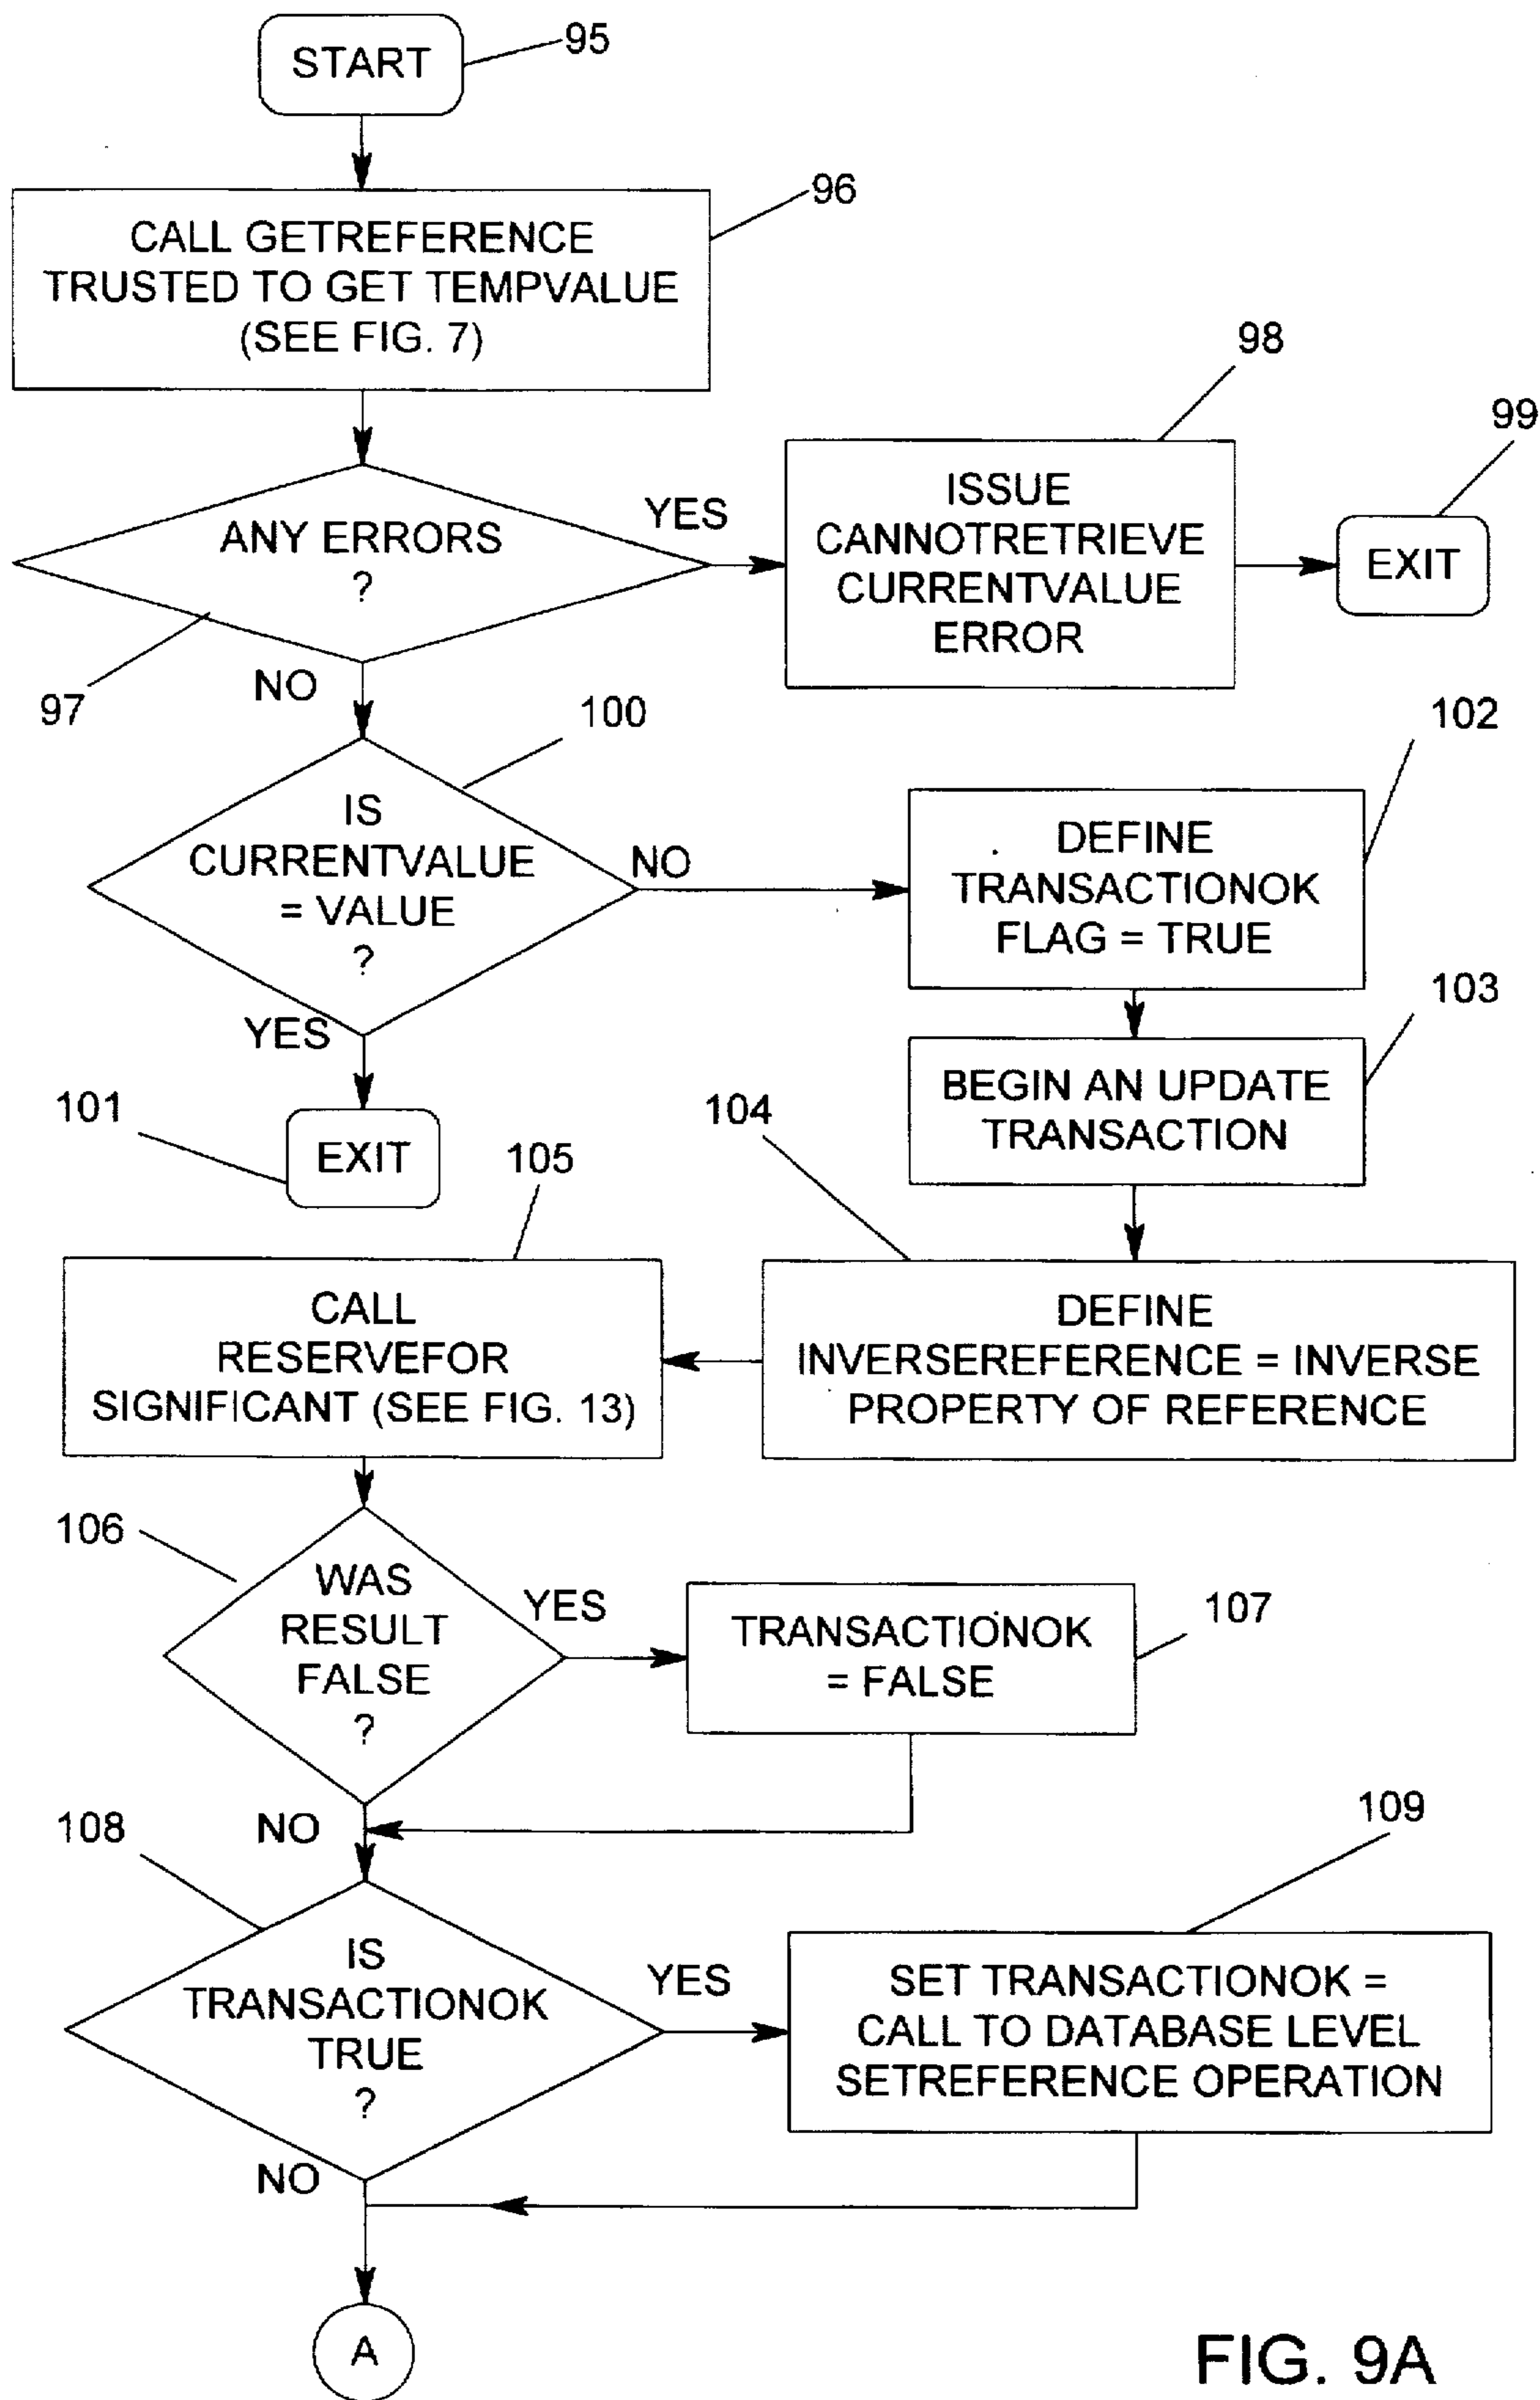 START
95
96
CALL GETREFERENCE
TRUSTED TO GET TEMPVALUE
(SEE FIG. 7)
98
99
ANY ERRORS
?
YES
ISSUE
CANNOTRETRIEVE
CURRENTVALUE
ERROR
EXIT
97
NO
100
102
IS
CURRENTVALUE
= VALUE
?
NO
DEFINE
TRANSACTIONOK
FLAG = TRUE
YES
103
101
EXIT
BEGIN AN UPDATE
TRANSACTION
104
105
CALL
RESERVEFOR
SIGNIFICANT (SEE FIG. 13)
DEFINE
INVERSEREFERENCE = INVERSE
PROPERTY OF REFERENCE
106
WAS
RESULT
FALSE
?
YES
TRANSACTIONOK
= FALSE
107
NO
108
109
IS
TRANSACTIONOK
TRUE
?
YES
SET TRANSACTIONOK =
CALL TO DATABASE LEVEL
SETREFERENCE OPERATION
NO
A
FIG. 9A